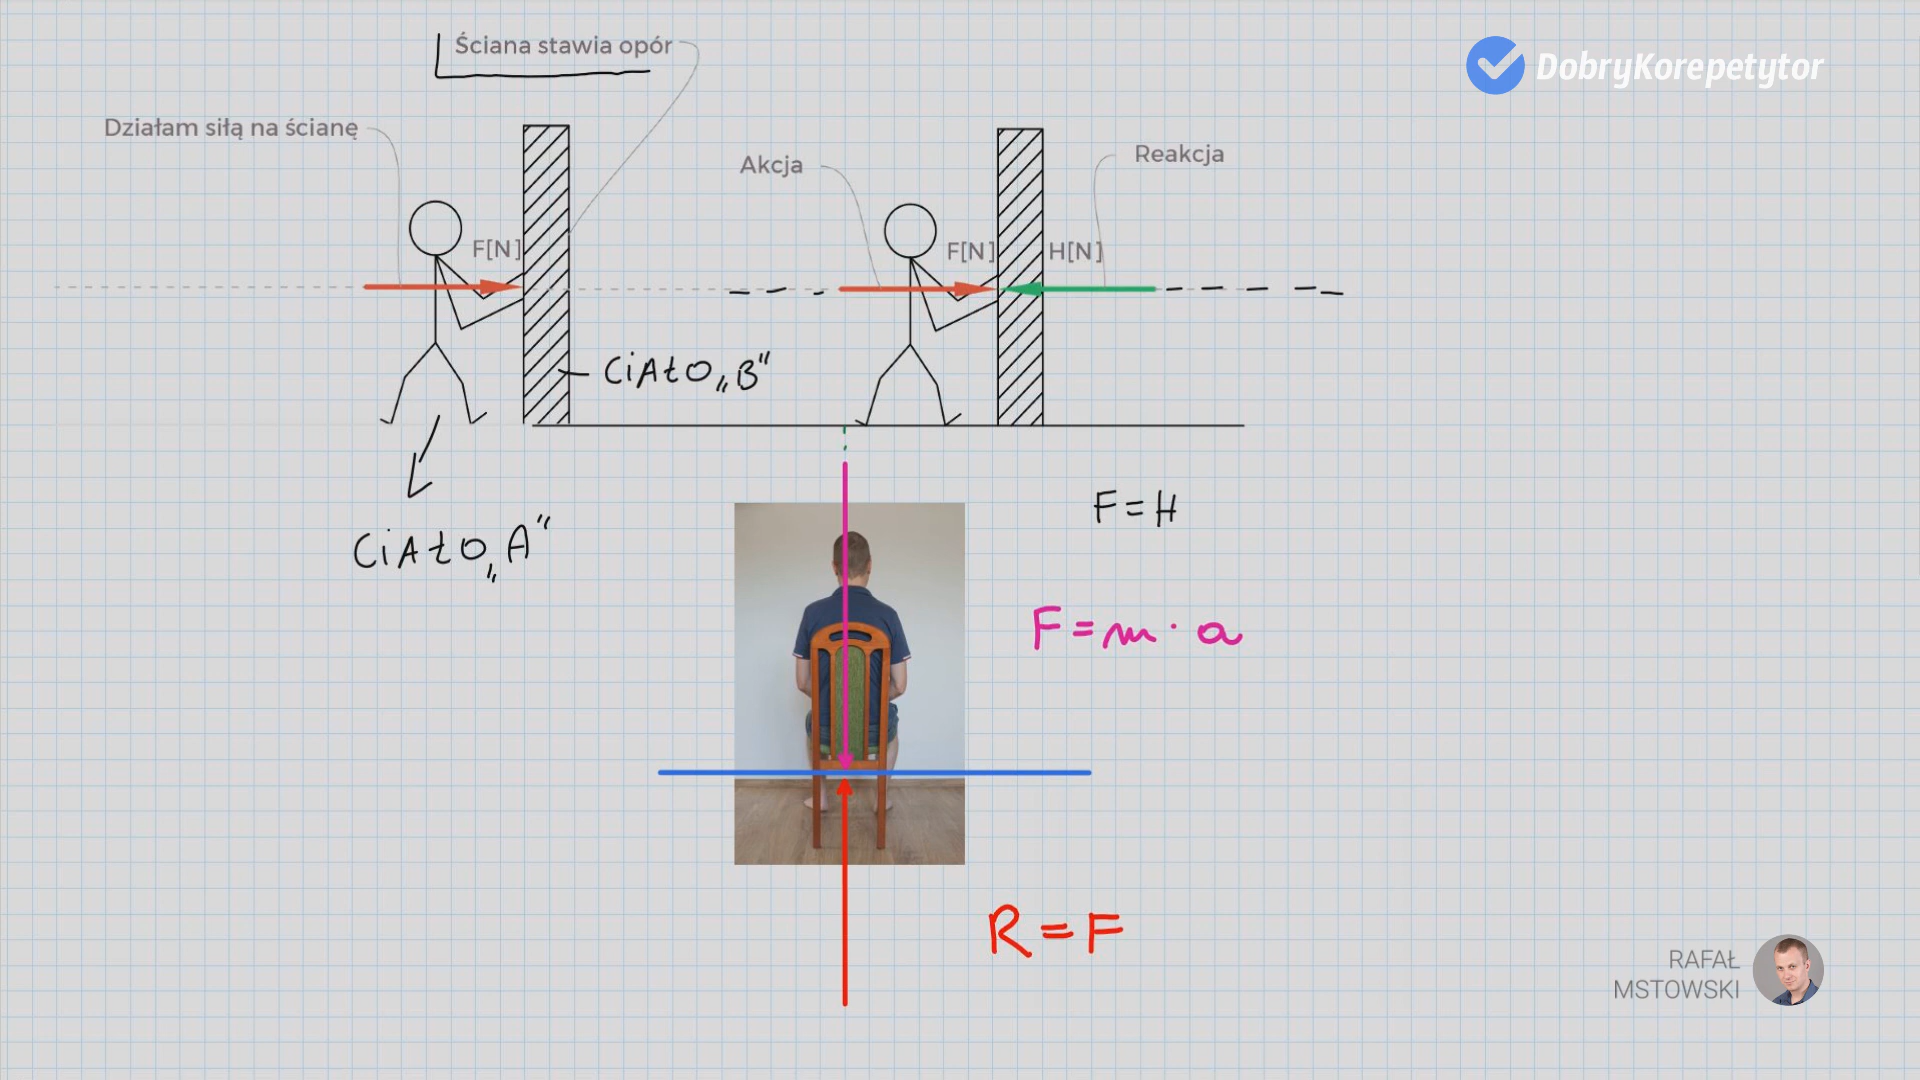 Ściana stawia opór
DobryKorepetytor
Działam siłą na ścianę
Akcja
Reakcja
F[N]
F[N]
H[N]
CiAŁO „B”
CiAŁO „A”
F=H
F=m·a
R=F
RAFAŁ
MSTOWSKI